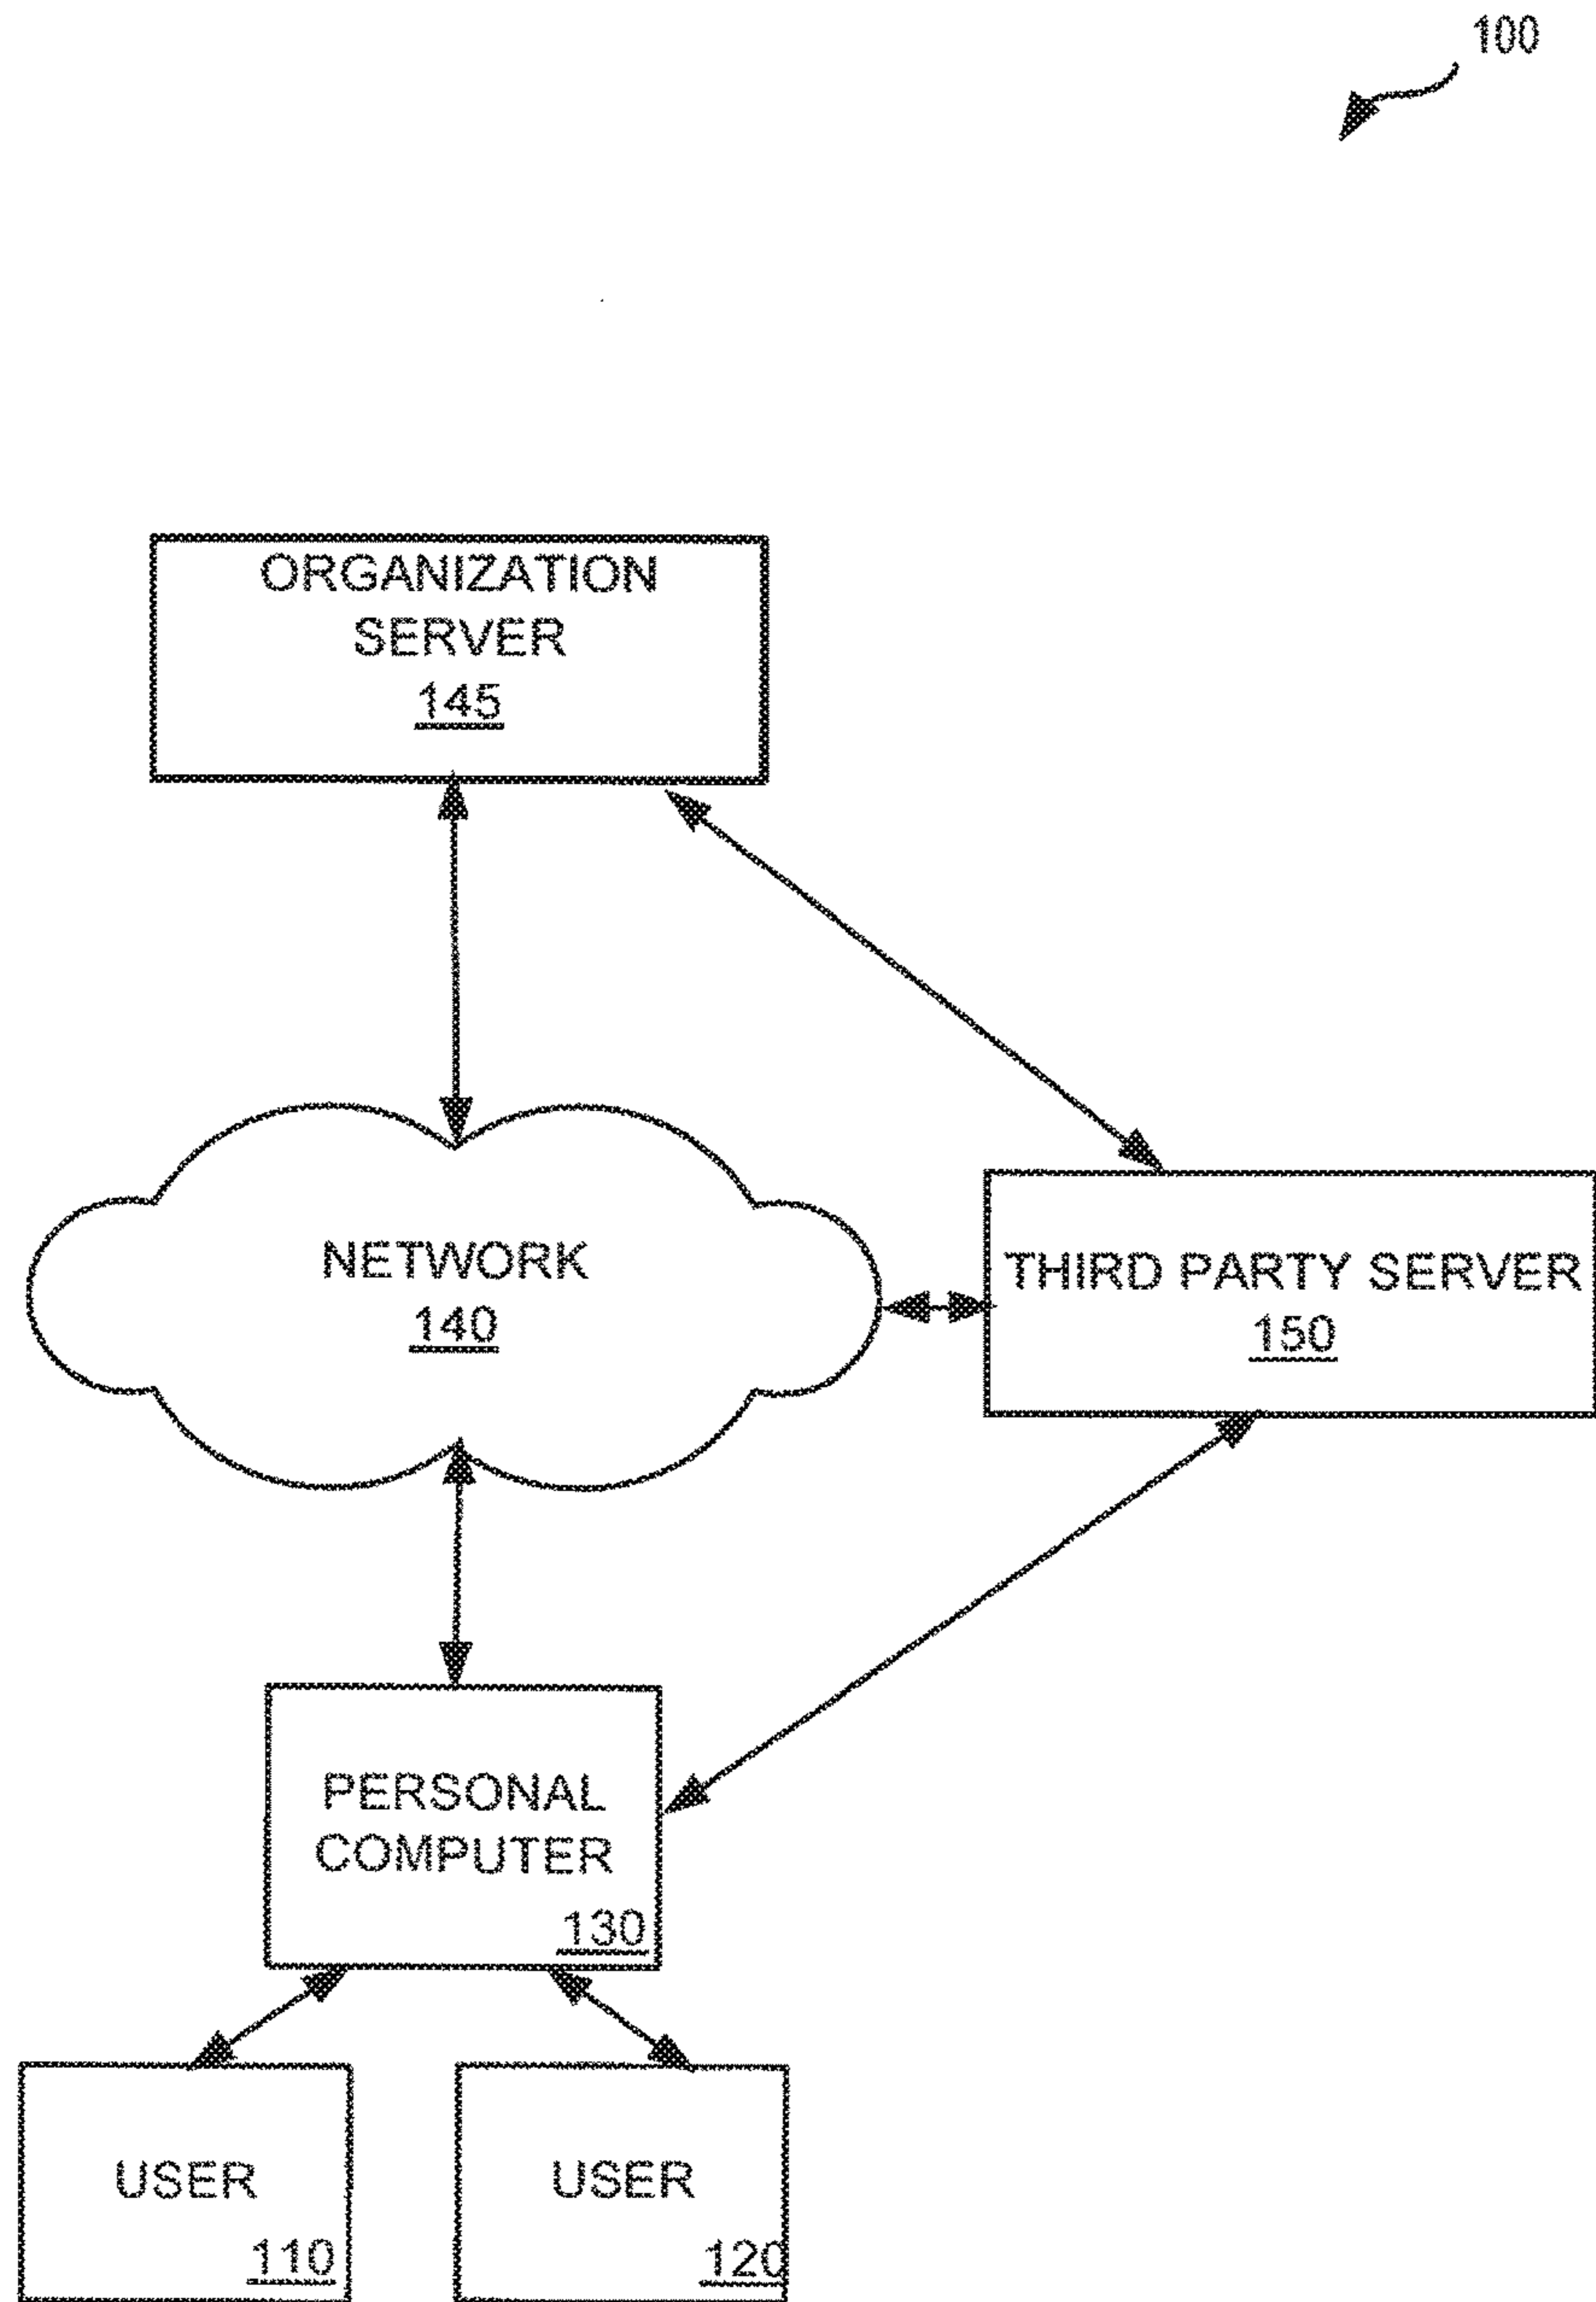 100
ORGANIZATION
SERVER
145
NETWORK
140
THIRD PARTY SERVER
150
PERSONAL
COMPUTER
130
USER
110
USER
120